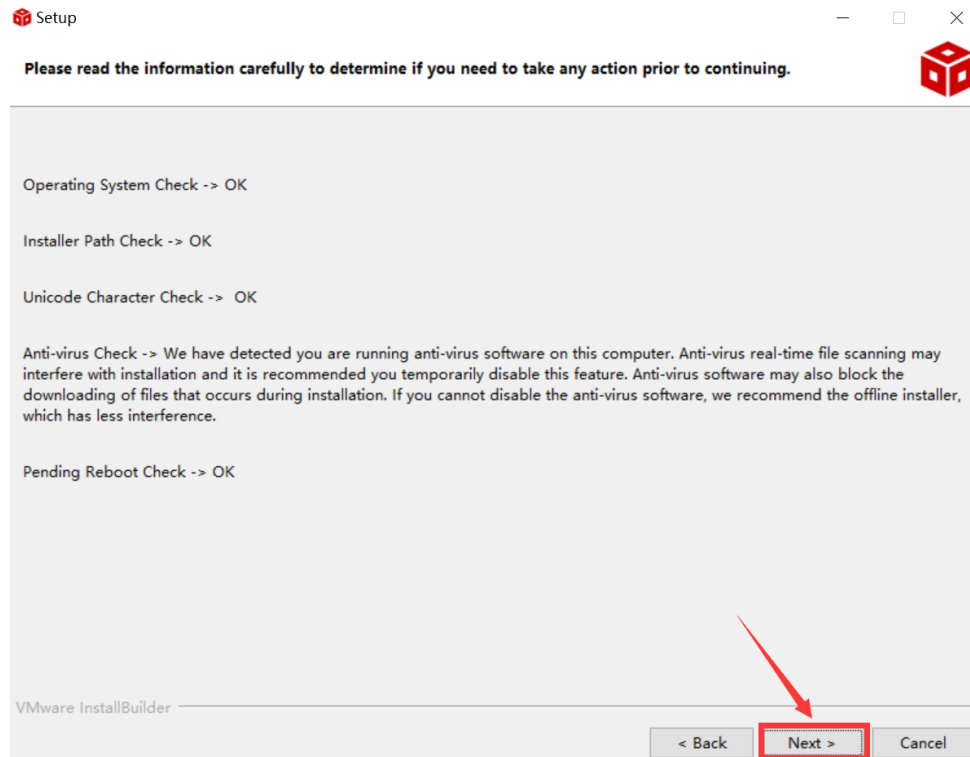 Setup
Please read the information carefully to determine if you need to take any action prior to continuing.
Operating System Check -> OK
Installer Path Check -> OK
Unicode Character Check ->  OK
Anti-virus Check -> We have detected you are running anti-virus software on this computer. Anti-virus real-time file scanning may
interfere with installation and it is recommended you temporarily disable this feature. Anti-virus software may also block the
downloading of files that occurs during installation. If you cannot disable the anti-virus software, we recommend the offline installer,
which has less interference.
Pending Reboot Check -> OK
VMware InstallBuilder
< Back Next > Cancel